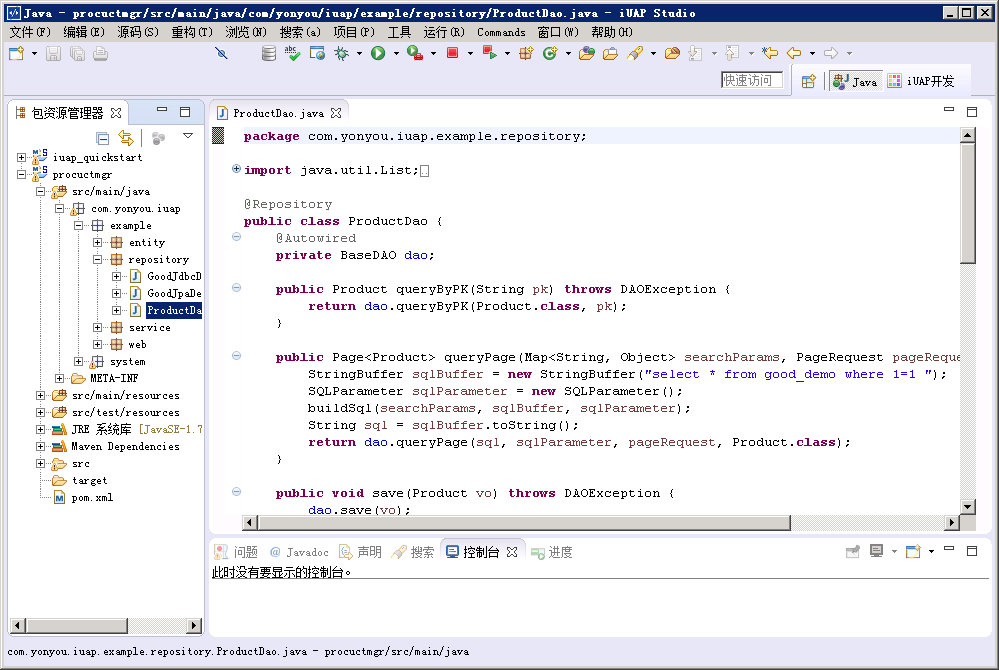 Java - procuctmgr/src/main/java/com/yonyou/iuap/example/repository/ProductDao.java - iUAP Studio
文件(F) 编辑(E) 源码(S) 重构(T) 浏览(N) 搜索(a) 项目(P) 工具 运行(R) Commands 窗口(W) 帮助(H)
快速访问 Java iUAP开发
包资源管理器
iuap_quickstart
procuctmgr
src/main/java
com.yonyou.iuap
example
entity
repository
GoodJdbcD
GoodJpaDe
ProductDa
service
web
system
META-INF
src/main/resources
src/test/resources
JRE 系统库 [JavaSE-1.7
Maven Dependencies
src
target
pom.xml
ProductDao.java
package com.yonyou.iuap.example.repository;
import java.util.List;
@Repository
public class ProductDao {
@Autowired
private BaseDAO dao;
public Product queryByPK(String pk) throws DAOException {
return dao.queryByPK(Product.class, pk);
}
public Page<Product> queryPage(Map<String, Object> searchParams, PageRequest pageReque
StringBuffer sqlBuffer = new StringBuffer("select * from good_demo where 1=1 ");
SQLParameter sqlParameter = new SQLParameter();
buildSql(searchParams, sqlBuffer, sqlParameter);
String sql = sqlBuffer.toString();
return dao.queryPage(sql, sqlParameter, pageRequest, Product.class);
}
public void save(Product vo) throws DAOException {
dao.save(vo);
问题 @ Javadoc 声明 搜索 控制台 进度
此时没有要显示的控制台。
com.yonyou.iuap.example.repository.ProductDao.java - procuctmgr/src/main/java